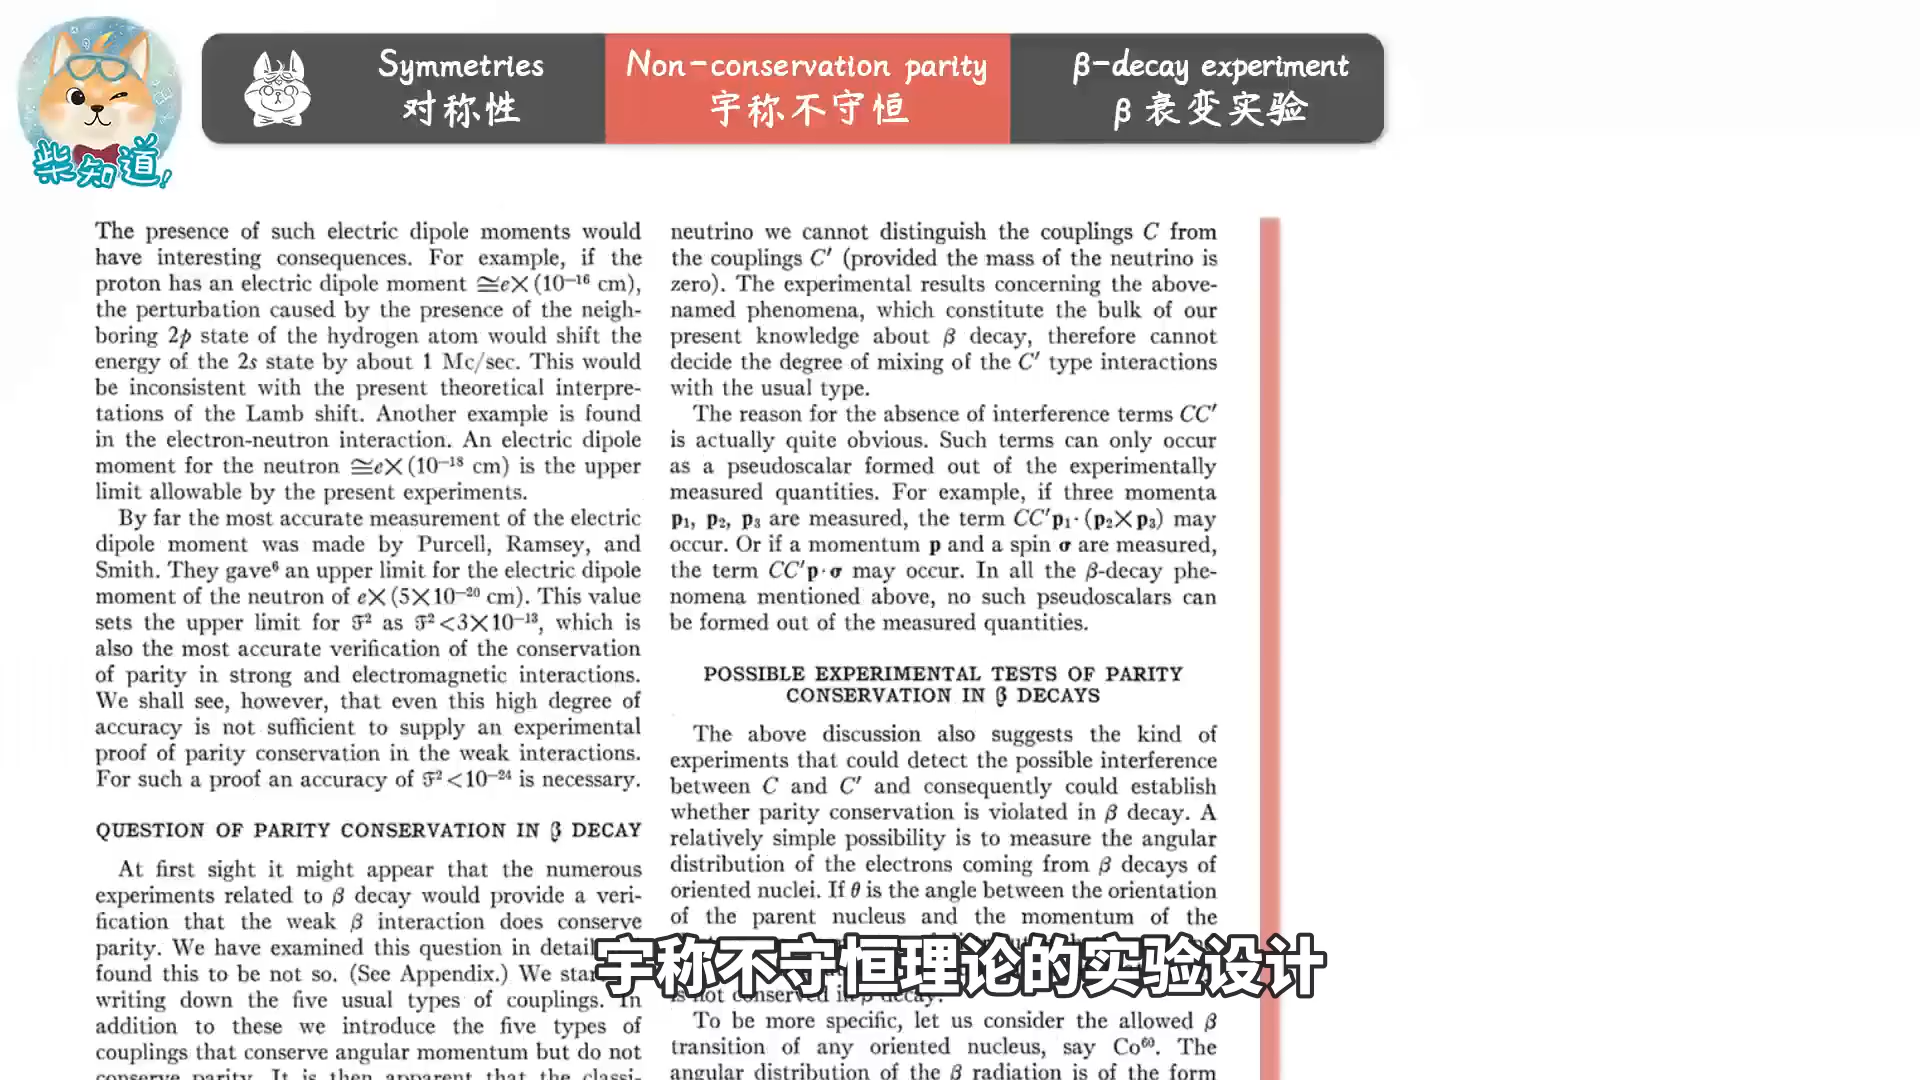 柴知道!
Symmetries
对称性
Non-conservation parity
宇称不守恒
β-decay experiment
β衰变实验
The presence of such electric dipole moments would
have interesting consequences. For example, if the
proton has an electric dipole moment ≅e×(10⁻¹⁶ cm),
the perturbation caused by the presence of the neigh-
boring 2p state of the hydrogen atom would shift the
energy of the 2s state by about 1 Mc/sec. This would
be inconsistent with the present theoretical interpre-
tations of the Lamb shift. Another example is found
in the electron-neutron interaction. An electric dipole
moment for the neutron ≅e×(10⁻¹⁸ cm) is the upper
limit allowable by the present experiments.
By far the most accurate measurement of the electric
dipole moment was made by Purcell, Ramsey, and
Smith. They gave⁶ an upper limit for the electric dipole
moment of the neutron of e×(5×10⁻²⁰ cm). This value
sets the upper limit for ℱ² as ℱ²<3×10⁻¹³, which is
also the most accurate verification of the conservation
of parity in strong and electromagnetic interactions.
We shall see, however, that even this high degree of
accuracy is not sufficient to supply an experimental
proof of parity conservation in the weak interactions.
For such a proof an accuracy of ℱ²<10⁻²⁴ is necessary.
QUESTION OF PARITY CONSERVATION IN β DECAY
At first sight it might appear that the numerous
experiments related to β decay would provide a veri-
fication that the weak β interaction does conserve
parity. We have examined this question in detail
found this to be not so. (See Appendix.) We
writing down the five usual types of couplings. In
addition to these we introduce the five types of
couplings that conserve angular momentum but do not
conserve parity. It is then apparent that the classi-
neutrino we cannot distinguish the couplings C from
the couplings C′ (provided the mass of the neutrino is
zero). The experimental results concerning the above-
named phenomena, which constitute the bulk of our
present knowledge about β decay, therefore cannot
decide the degree of mixing of the C′ type interactions
with the usual type.
The reason for the absence of interference terms CC′
is actually quite obvious. Such terms can only occur
as a pseudoscalar formed out of the experimentally
measured quantities. For example, if three momenta
p₁, p₂, p₃ are measured, the term CC′p₁·(p₂×p₃) may
occur. Or if a momentum p and a spin σ are measured,
the term CC′p·σ may occur. In all the β-decay phe-
nomena mentioned above, no such pseudoscalars can
be formed out of the measured quantities.
POSSIBLE EXPERIMENTAL TESTS OF PARITY
CONSERVATION IN β DECAYS
The above discussion also suggests the kind of
experiments that could detect the possible interference
between C and C′ and consequently could establish
whether parity conservation is violated in β decay. A
relatively simple possibility is to measure the angular
distribution of the electrons coming from β decays of
oriented nuclei. If θ is the angle between the orientation
of the parent nucleus and the momentum of the
is not conserved in β decay.
To be more specific, let us consider the allowed β
transition of any oriented nucleus, say Co⁶⁰. The
angular distribution of the β radiation is of the form
宇称不守恒理论的实验设计